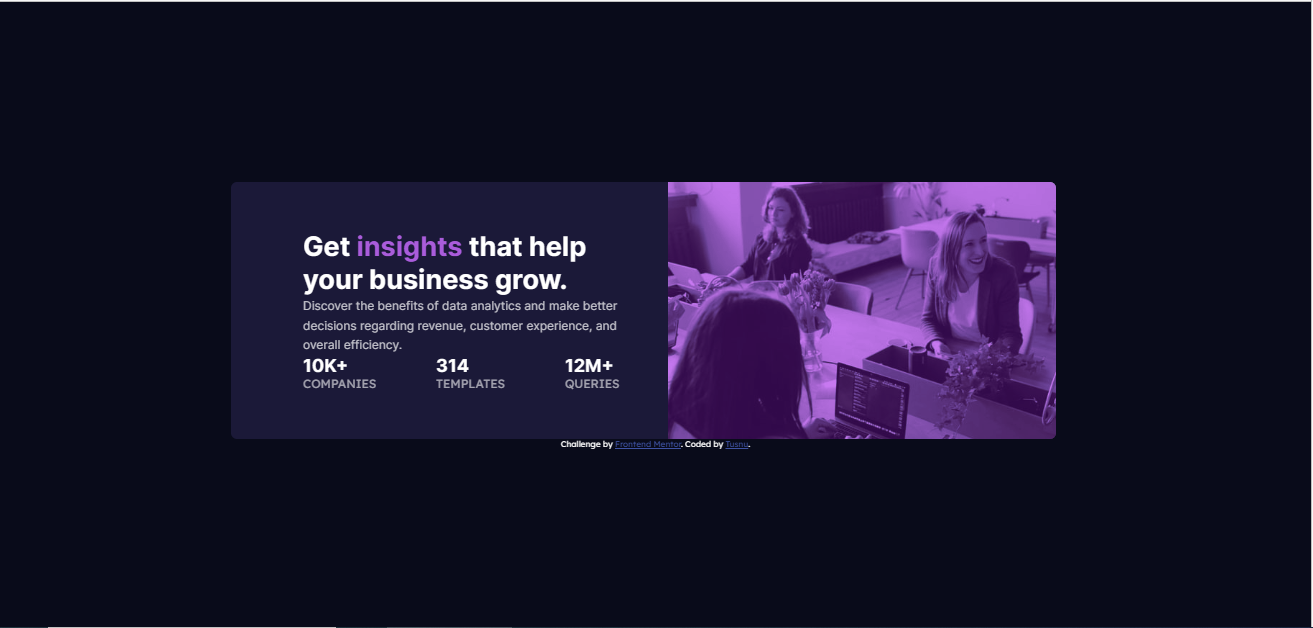 Get insights that help
your business grow.
Discover the benefits of data analytics and make better
decisions regarding revenue, customer experience, and
overall efficiency.
10K+ 314 12M+
COMPANIES TEMPLATES QUERIES
Challenge by Frontend Mentor. Coded by Tusnu.